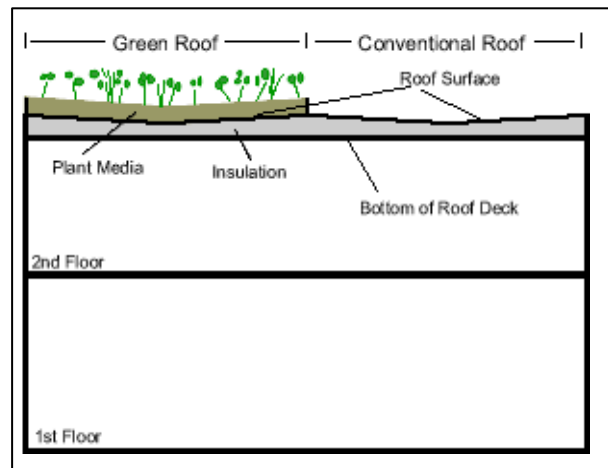 Green Roof
Conventional Roof
Roof Surface
Plant Media
Insulation
Bottom of Roof Deck
2nd Floor
1st Floor